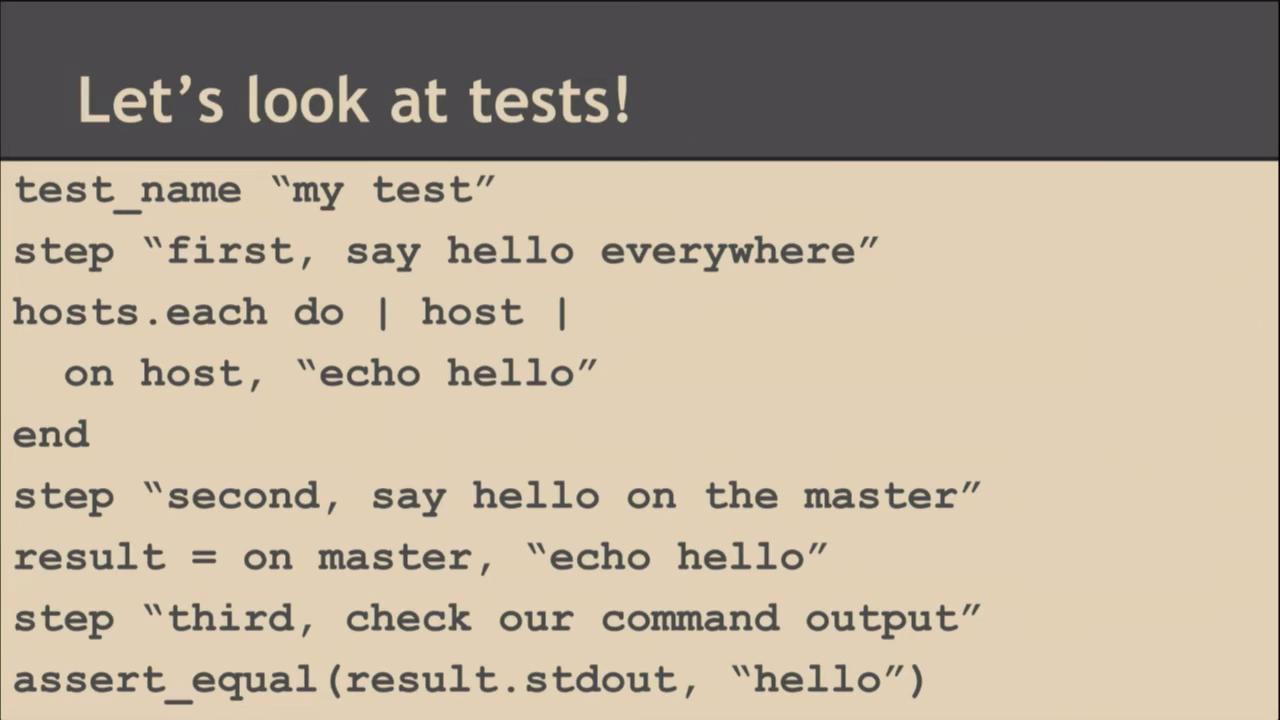 Let’s look at tests!
test_name “my test”
step “first, say hello everywhere”
hosts.each do | host |
  on host, “echo hello”
end
step “second, say hello on the master”
result = on master, “echo hello”
step “third, check our command output”
assert_equal(result.stdout, “hello”)